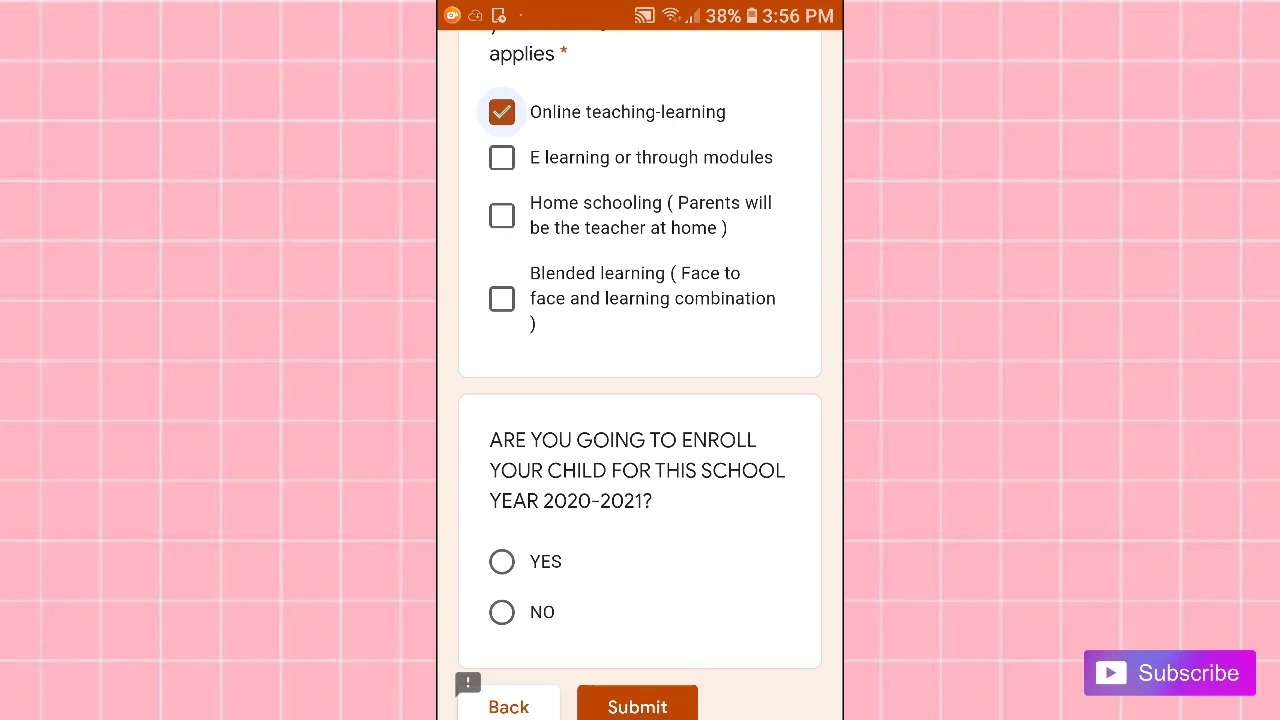 38% 3:56 PM
applies *
Online teaching-learning
E learning or through modules
Home schooling ( Parents will
be the teacher at home )
Blended learning ( Face to
face and learning combination
)
ARE YOU GOING TO ENROLL
YOUR CHILD FOR THIS SCHOOL
YEAR 2020-2021?
YES
NO
!
Back
Submit
Subscribe